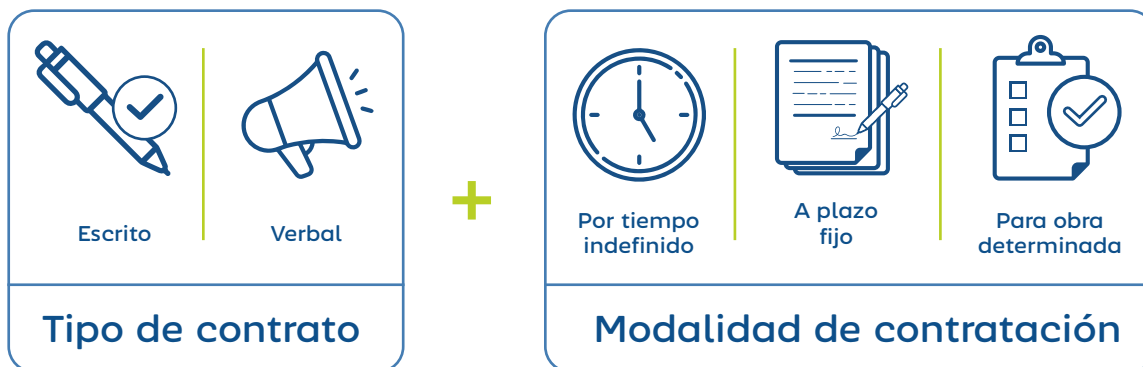 Escrito
Verbal
Tipo de contrato
+
Por tiempo
indefinido
A plazo
fijo
Para obra
determinada
Modalidad de contratación